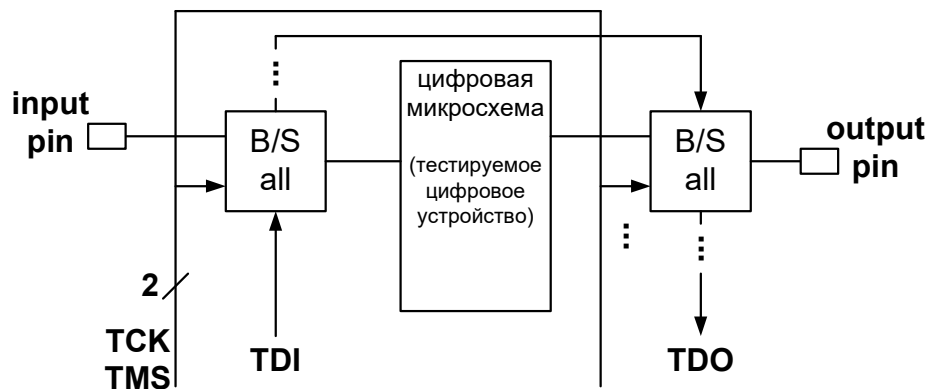 input
pin
B/S
all
цифровая
микросхема
(тестируемое
цифровое
устройство)
B/S
all
output
pin
2
TCK
TMS
TDI
TDO